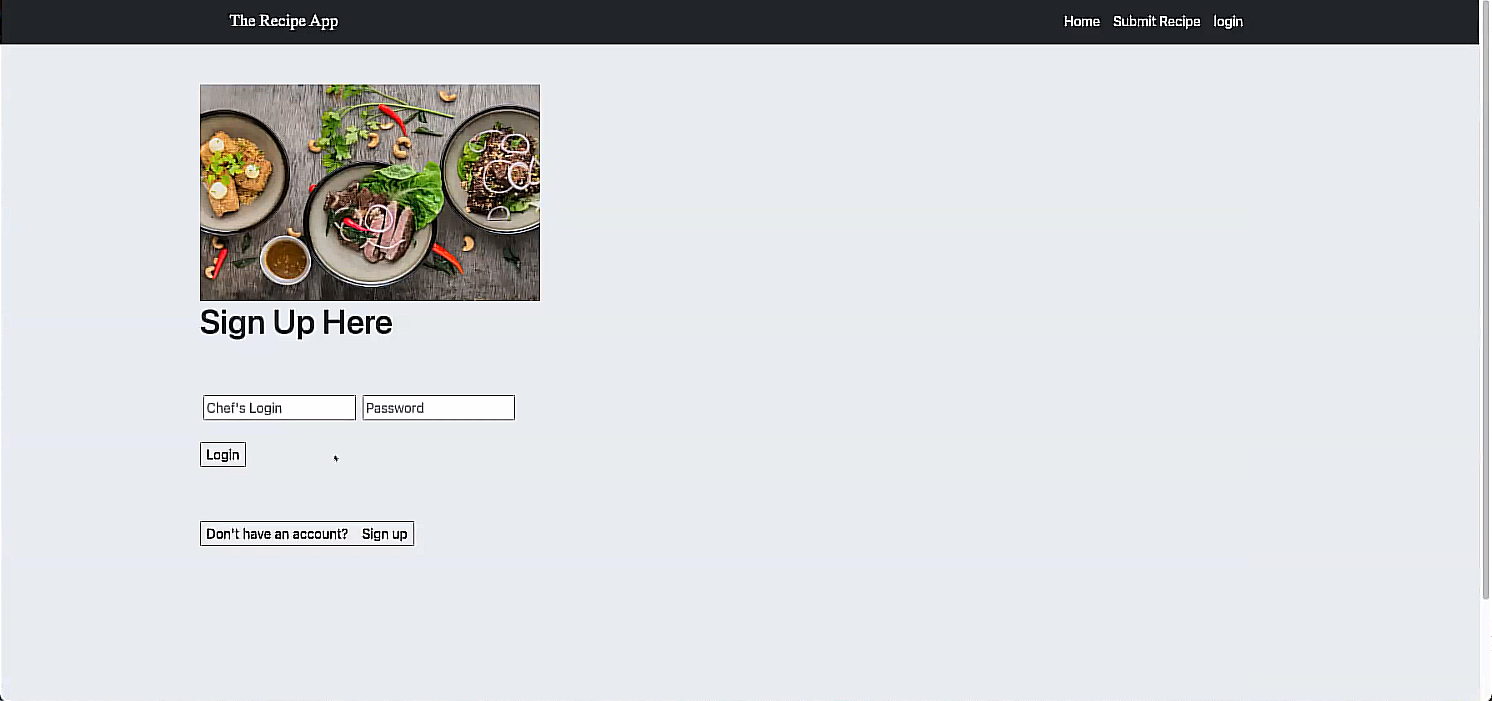 The Recipe App
Home Submit Recipe login
Sign Up Here
Chef's Login Password
Login
Don't have an account? Sign up